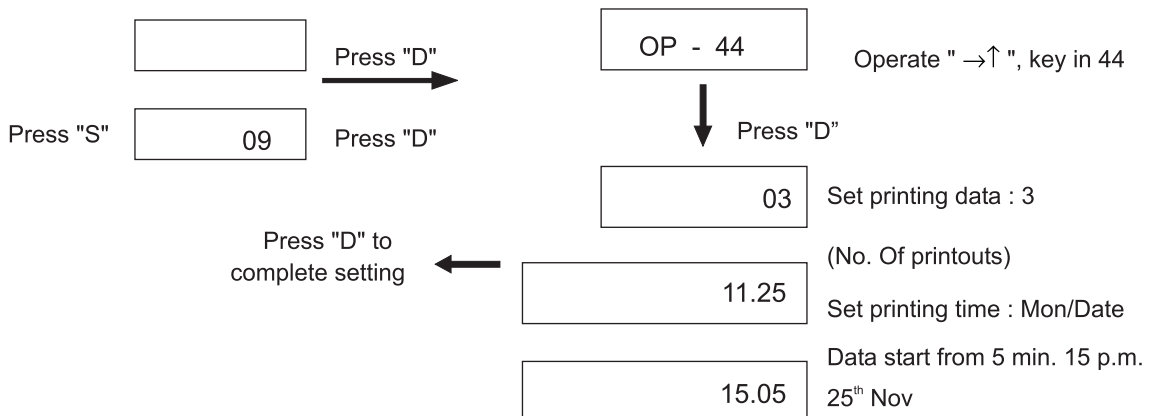 Press "D"
OP - 44
Operate " →↑ ", key in 44
Press "S"
09
Press "D"
Press "D”
03
Set printing data : 3
Press "D" to
complete setting
(No. Of printouts)
11.25
Set printing time : Mon/Date
Data start from 5 min. 15 p.m.
15.05
25th Nov